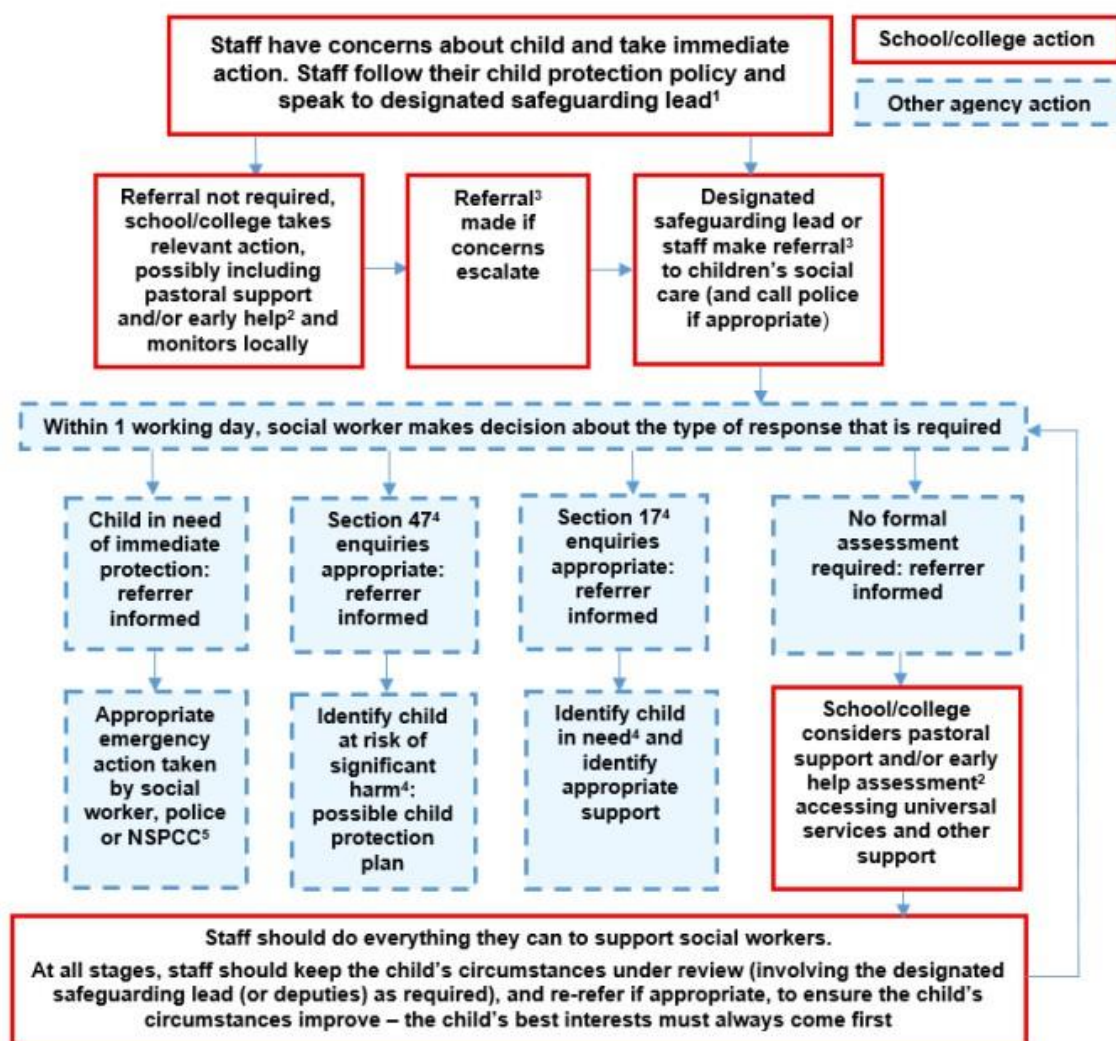 Staff have concerns about child and take immediate
action. Staff follow their child protection policy and
speak to designated safeguarding lead¹
School/college action
Other agency action
Referral not required,
school/college takes
relevant action,
possibly including
pastoral support
and/or early help² and
monitors locally
Referral³
made if
concerns
escalate
Designated
safeguarding lead or
staff make referral³
to children’s social
care (and call police
if appropriate)
Within 1 working day, social worker makes decision about the type of response that is required
Child in need
of immediate
protection:
referrer
informed
Section 47⁴
enquiries
appropriate:
referrer
informed
Section 17⁴
enquiries
appropriate:
referrer
informed
No formal
assessment
required: referrer
informed
Appropriate
emergency
action taken
by social
worker, police
or NSPCC⁵
Identify child
at risk of
significant
harm⁴:
possible child
protection
plan
Identify child
in need⁴ and
identify
appropriate
support
School/college
considers pastoral
support and/or early
help assessment²
accessing universal
services and other
support
Staff should do everything they can to support social workers.
At all stages, staff should keep the child’s circumstances under review (involving the designated
safeguarding lead (or deputies) as required), and re-refer if appropriate, to ensure the child’s
circumstances improve – the child’s best interests must always come first